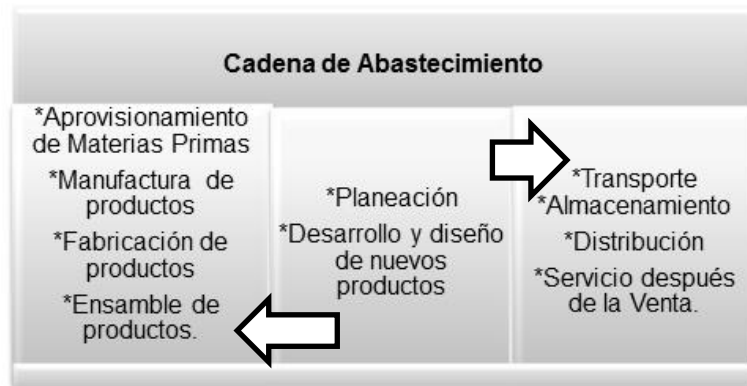 Cadena de Abastecimiento
*Aprovisionamiento
de Materias Primas
*Manufactura de
productos
*Fabricación de
productos
*Ensamble de
productos.
*Planeación
*Desarrollo y diseño
de nuevos
productos
*Transporte
*Almacenamiento
*Distribución
*Servicio después
de la Venta.